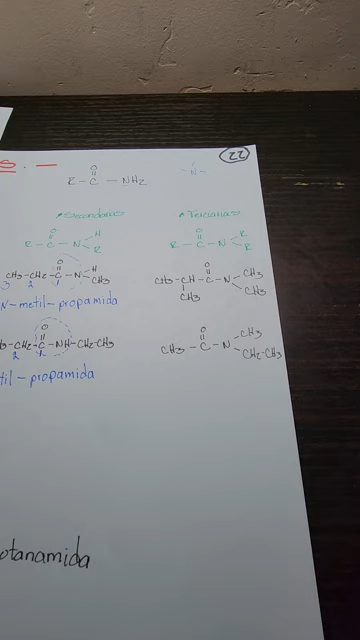 22
O
R - C - NH2
- N -
• Secundarias
• Terciarias
O H
R - C - N R
O R
R - C - N R
O H
CH3 - CH2 - C - N CH3
3 2 1
O CH3
CH3 - CH - C - N CH3
CH3
N-metil-propamida
O
- CH2 - C - NH - CH2 - CH3
2 1
O CH3
CH3 - C - N CH2-CH3
til-propamida
otanamida